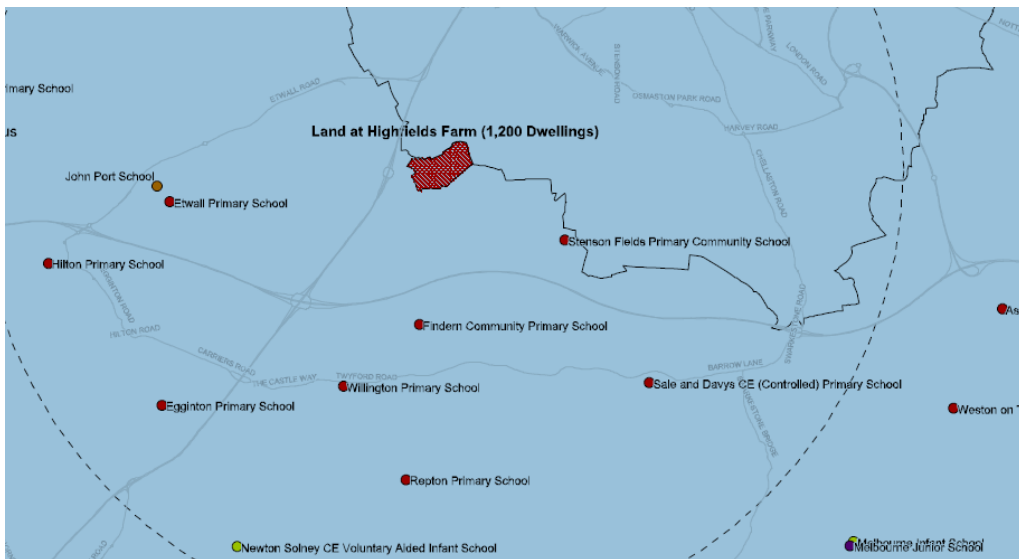 imary School
us
ETWALL ROAD
STENSON ROAD
OSMASTON PARK ROAD
LONDON ROAD
HARVEY ROAD
Land at Highfields Farm (1,200 Dwellings)
John Port School
Etwall Primary School
Stenson Fields Primary Community School
Hilton Primary School
HILTON ROAD
Findern Community Primary School
CARRIERS ROAD
THE CASTLE WAY
TWYFORD ROAD
BARROW LANE
SWARKESTONE ROAD
As
Willington Primary School
Sale and Davys CE (Controlled) Primary School
Egginton Primary School
Weston on T
Repton Primary School
Newton Solney CE Voluntary Aided Infant School
Melbourne Infant School
Melbourne Junior School